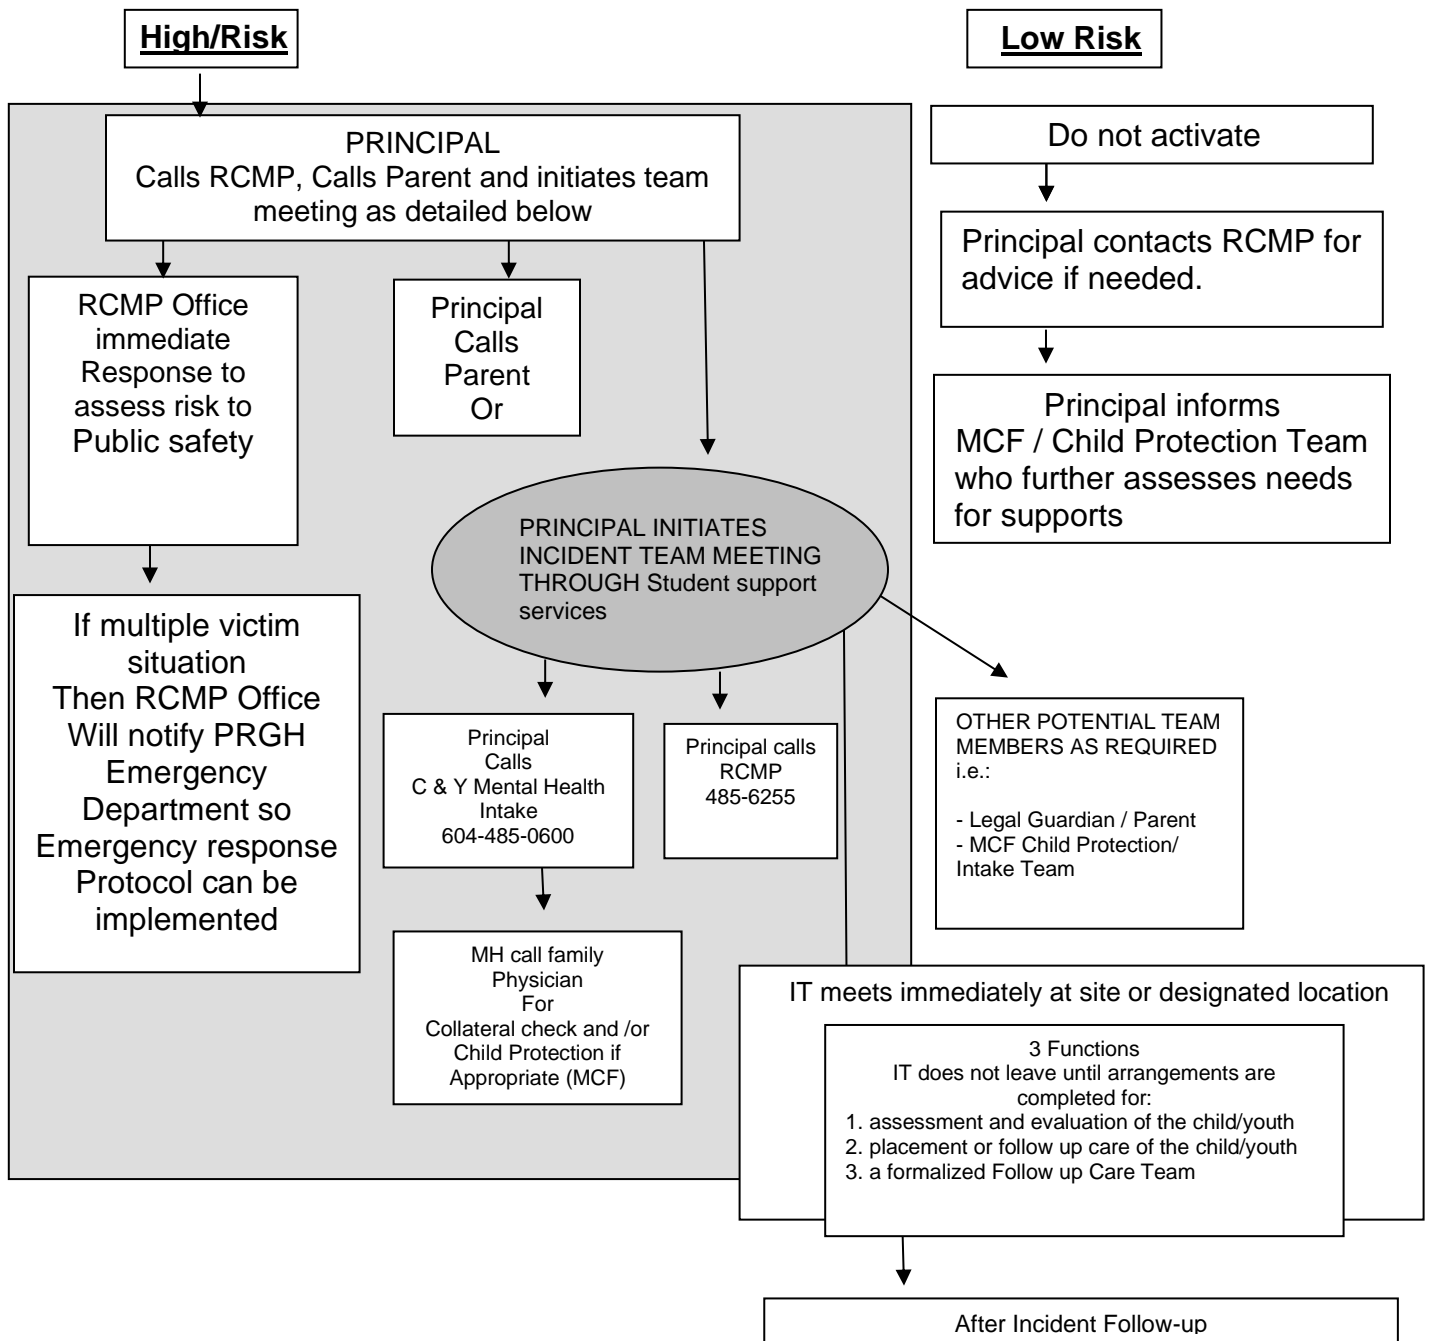 High/Risk
Low Risk
PRINCIPAL
Calls RCMP, Calls Parent and initiates team
meeting as detailed below
Do not activate
Principal contacts RCMP for
advice if needed.
RCMP Office
immediate
Response to
assess risk to
Public safety
Principal
Calls
Parent
Or
Principal informs
MCF / Child Protection Team
who further assesses needs
for supports
PRINCIPAL INITIATES
INCIDENT TEAM MEETING
THROUGH Student support
services
If multiple victim
situation
Then RCMP Office
Will notify PRGH
Emergency
Department so
Emergency response
Protocol can be
implemented
Principal
Calls
C & Y Mental Health
Intake
604-485-0600
Principal calls
RCMP
485-6255
OTHER POTENTIAL TEAM
MEMBERS AS REQUIRED
i.e.:
- Legal Guardian / Parent
- MCF Child Protection/
Intake Team
MH call family
Physician
For
Collateral check and /or
Child Protection if
Appropriate (MCF)
IT meets immediately at site or designated location
3 Functions
IT does not leave until arrangements are
completed for:
1. assessment and evaluation of the child/youth
2. placement or follow up care of the child/youth
3. a formalized Follow up Care Team
After Incident Follow-up